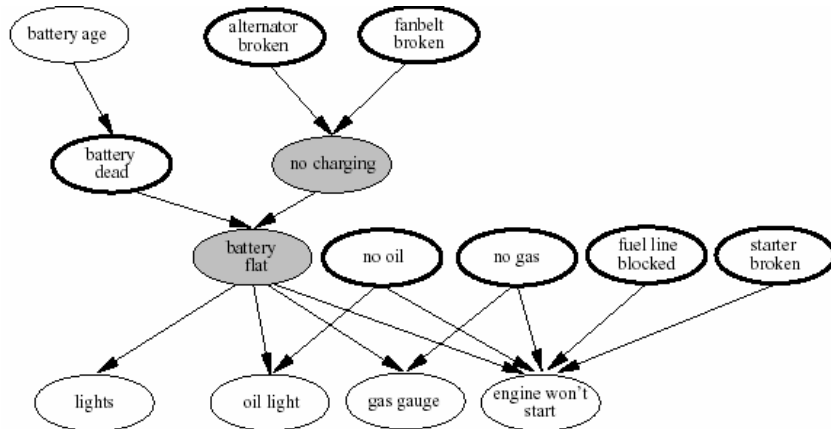 battery age
alternator
broken
fanbelt
broken
battery
dead
no charging
battery
flat
no oil
no gas
fuel line
blocked
starter
broken
lights
oil light
gas gauge
engine won't
start